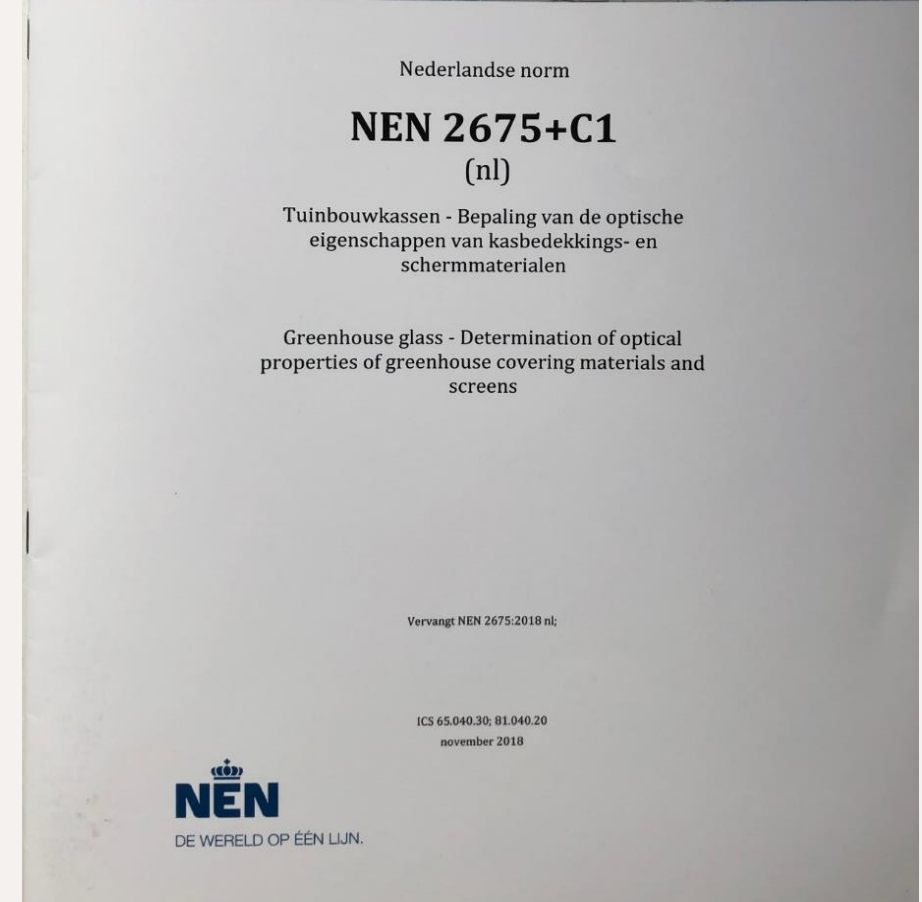 Nederlandse norm
NEN 2675+C1
(nl)
Tuinbouwkassen - Bepaling van de optische
eigenschappen van kasbedekkings- en
schermmaterialen
Greenhouse glass - Determination of optical
properties of greenhouse covering materials and
screens
Vervangt NEN 2675:2018 nl;
ICS 65.040.30; 81.040.20
november 2018
NEN
DE WERELD OP ÉÉN LIJN.